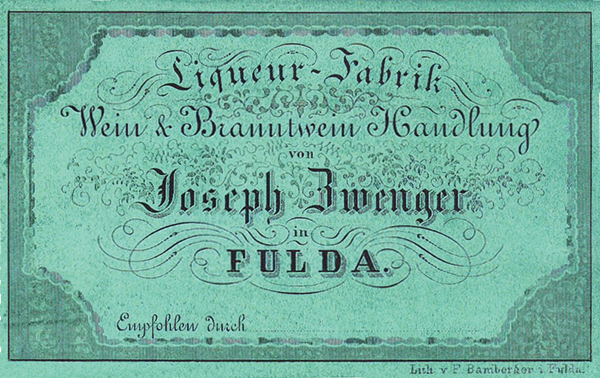 Liqueur-Fabrik
Wein & Branntwein Handlung
von
Joseph Zwenger
in
FULDA.
Empfohlen durch
Lith. v. F. Bamberger i. Fulda.